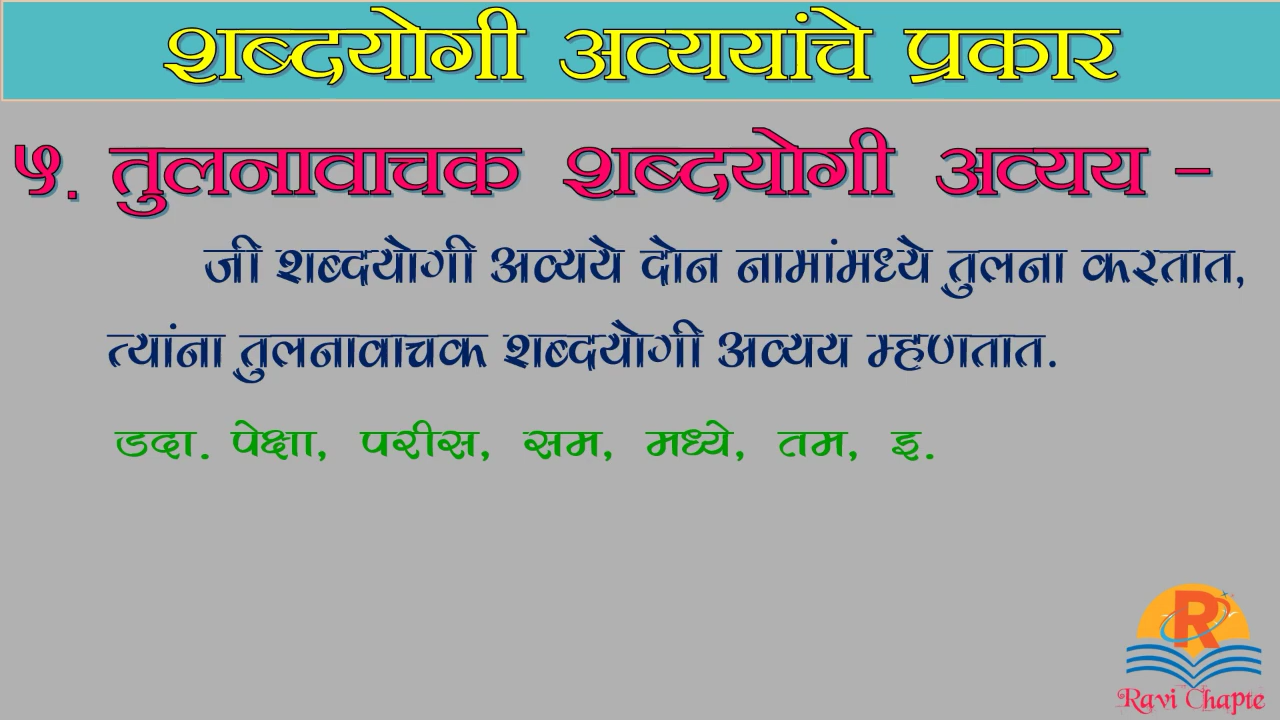 शब्दयोगी अव्ययांचे प्रकार
५. तुलनावाचक शब्दयोगी अव्यय -
जी शब्दयोगी अव्यये दोन नामांमध्ये तुलना करतात,
त्यांना तुलनावाचक शब्दयोगी अव्यय म्हणतात.
उदा. पेक्षा, परीस, सम, मध्ये, तम, इ.
R
Ravi Chapte